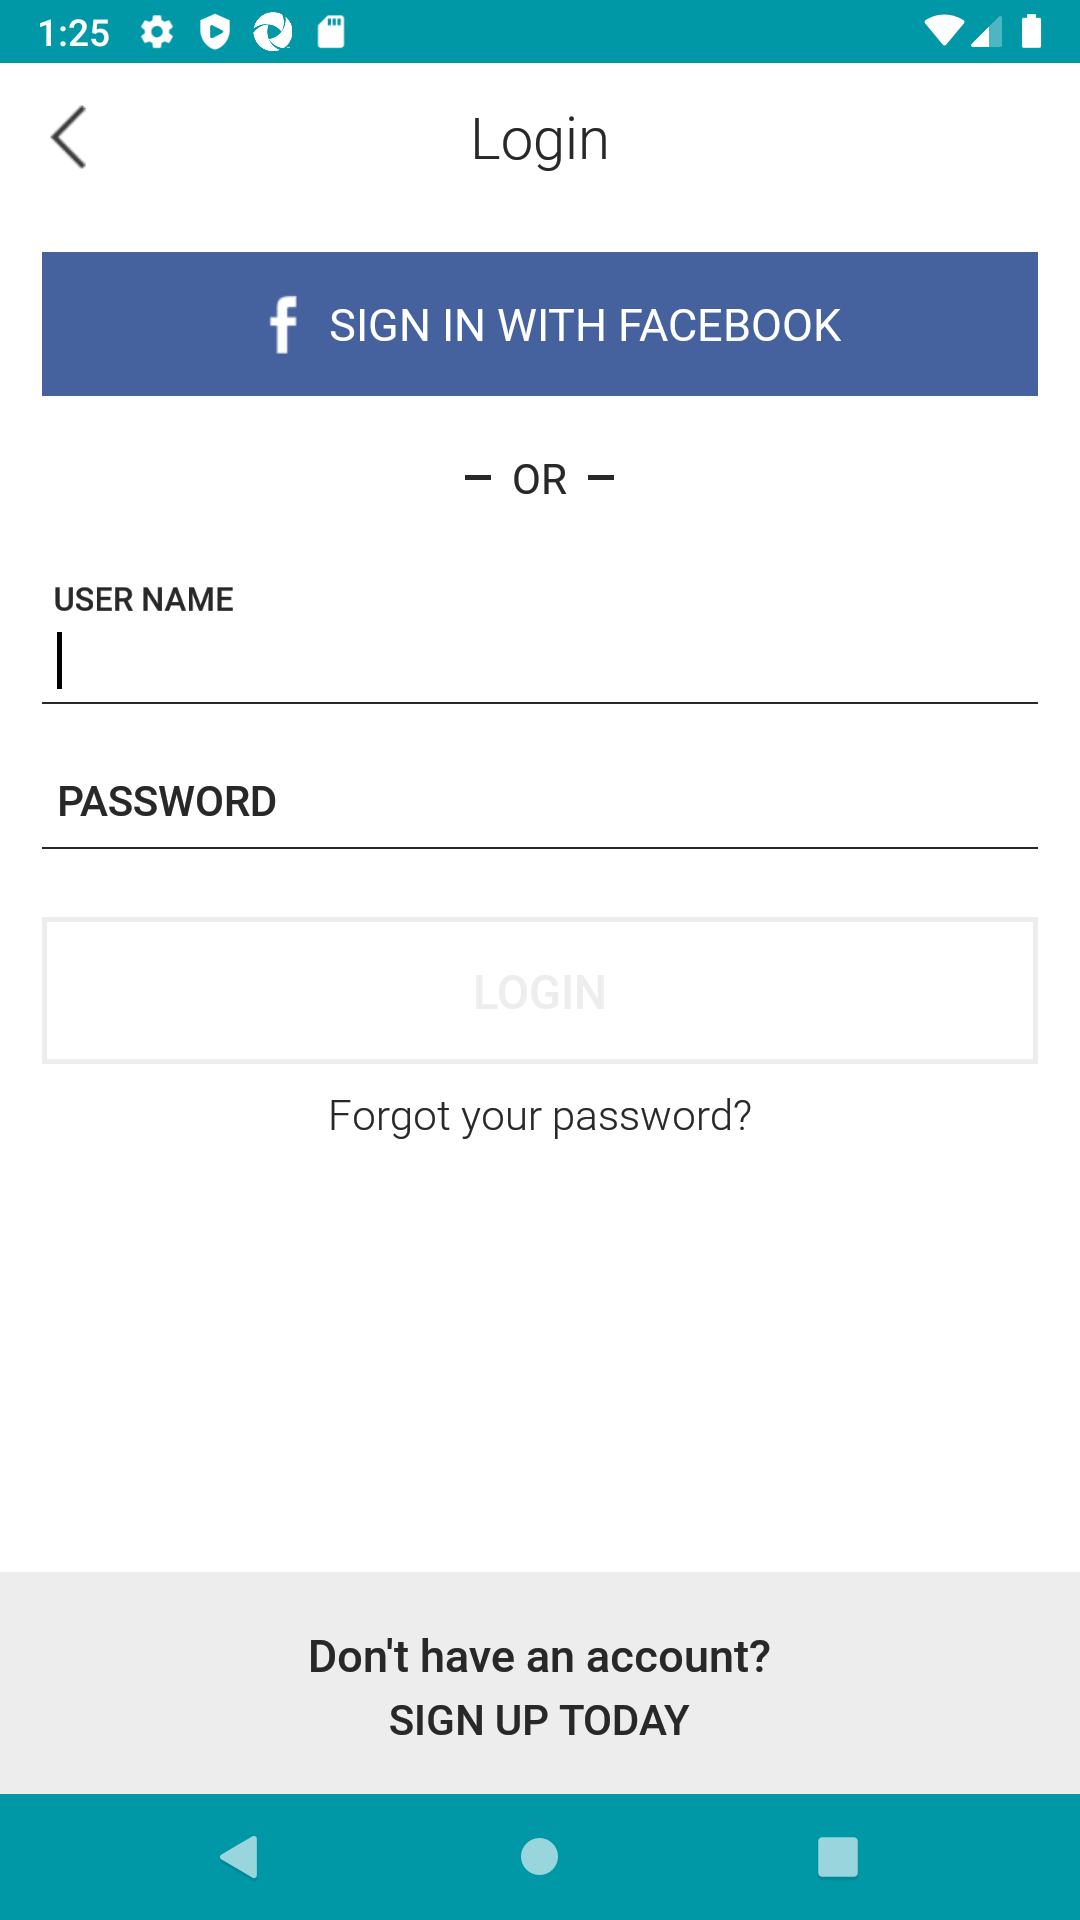 1:25
Login
f SIGN IN WITH FACEBOOK
– OR –
USER NAME
PASSWORD
LOGIN
Forgot your password?
Don't have an account?
SIGN UP TODAY